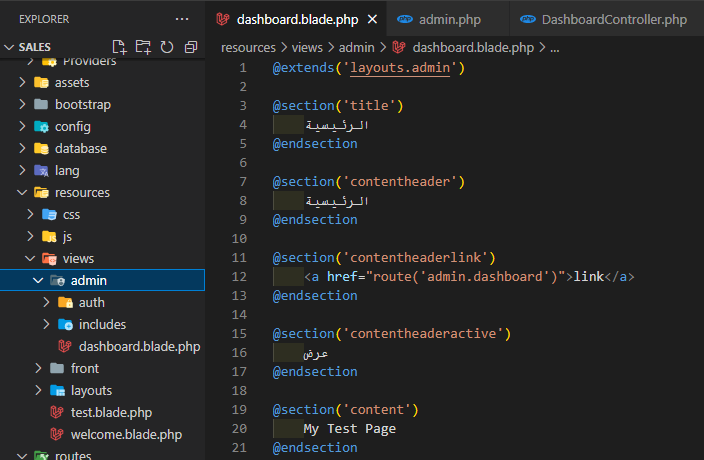 EXPLORER
SALES
Providers
assets
bootstrap
config
database
lang
resources
css
js
views
admin
auth
includes
dashboard.blade.php
front
layouts
test.blade.php
welcome.blade.php
routes
dashboard.blade.php admin.php DashboardController.php
resources > views > admin > dashboard.blade.php > ...
1 @extends('layouts.admin')
2
3 @section('title')
4 الرئيسية
5 @endsection
6
7 @section('contentheader')
8 الرئيسية
9 @endsection
10
11 @section('contentheaderlink')
12 <a href="route('admin.dashboard')">link</a>
13 @endsection
14
15 @section('contentheaderactive')
16 عرض
17 @endsection
18
19 @section('content')
20 My Test Page
21 @endsection